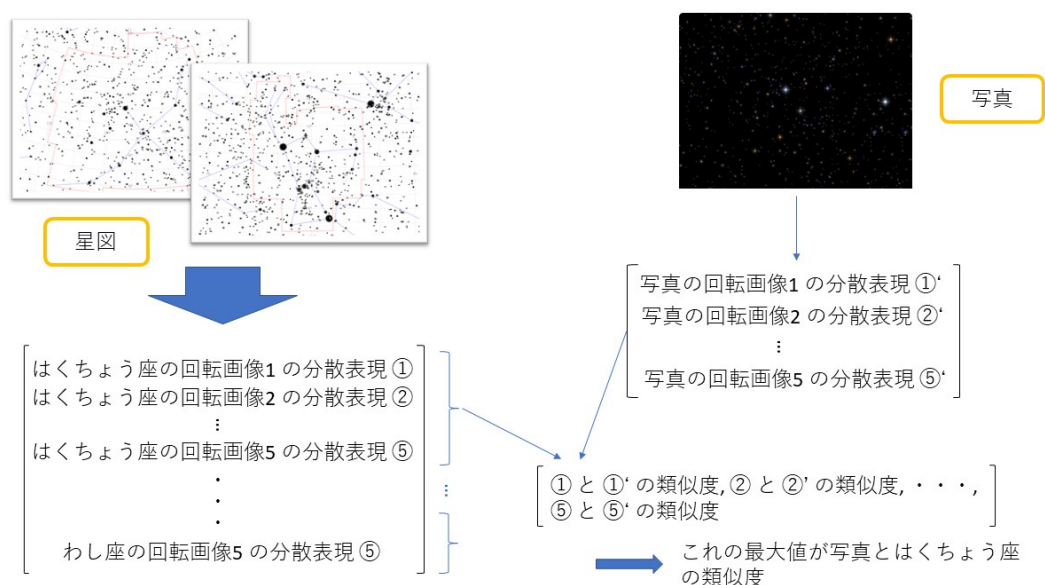 写真
星図
写真の回転画像1 の分散表現 ①‘
写真の回転画像2 の分散表現 ②‘
⋮
写真の回転画像5 の分散表現 ⑤‘
はくちょう座の回転画像1 の分散表現 ①
はくちょう座の回転画像2 の分散表現 ②
⋮
はくちょう座の回転画像5 の分散表現 ⑤
・
・
・
わし座の回転画像5 の分散表現 ⑤
⋮
① と ①‘ の類似度, ② と ②’ の類似度, ・・・,
⑤ と ⑤‘ の類似度
これの最大値が写真とはくちょう座
の類似度